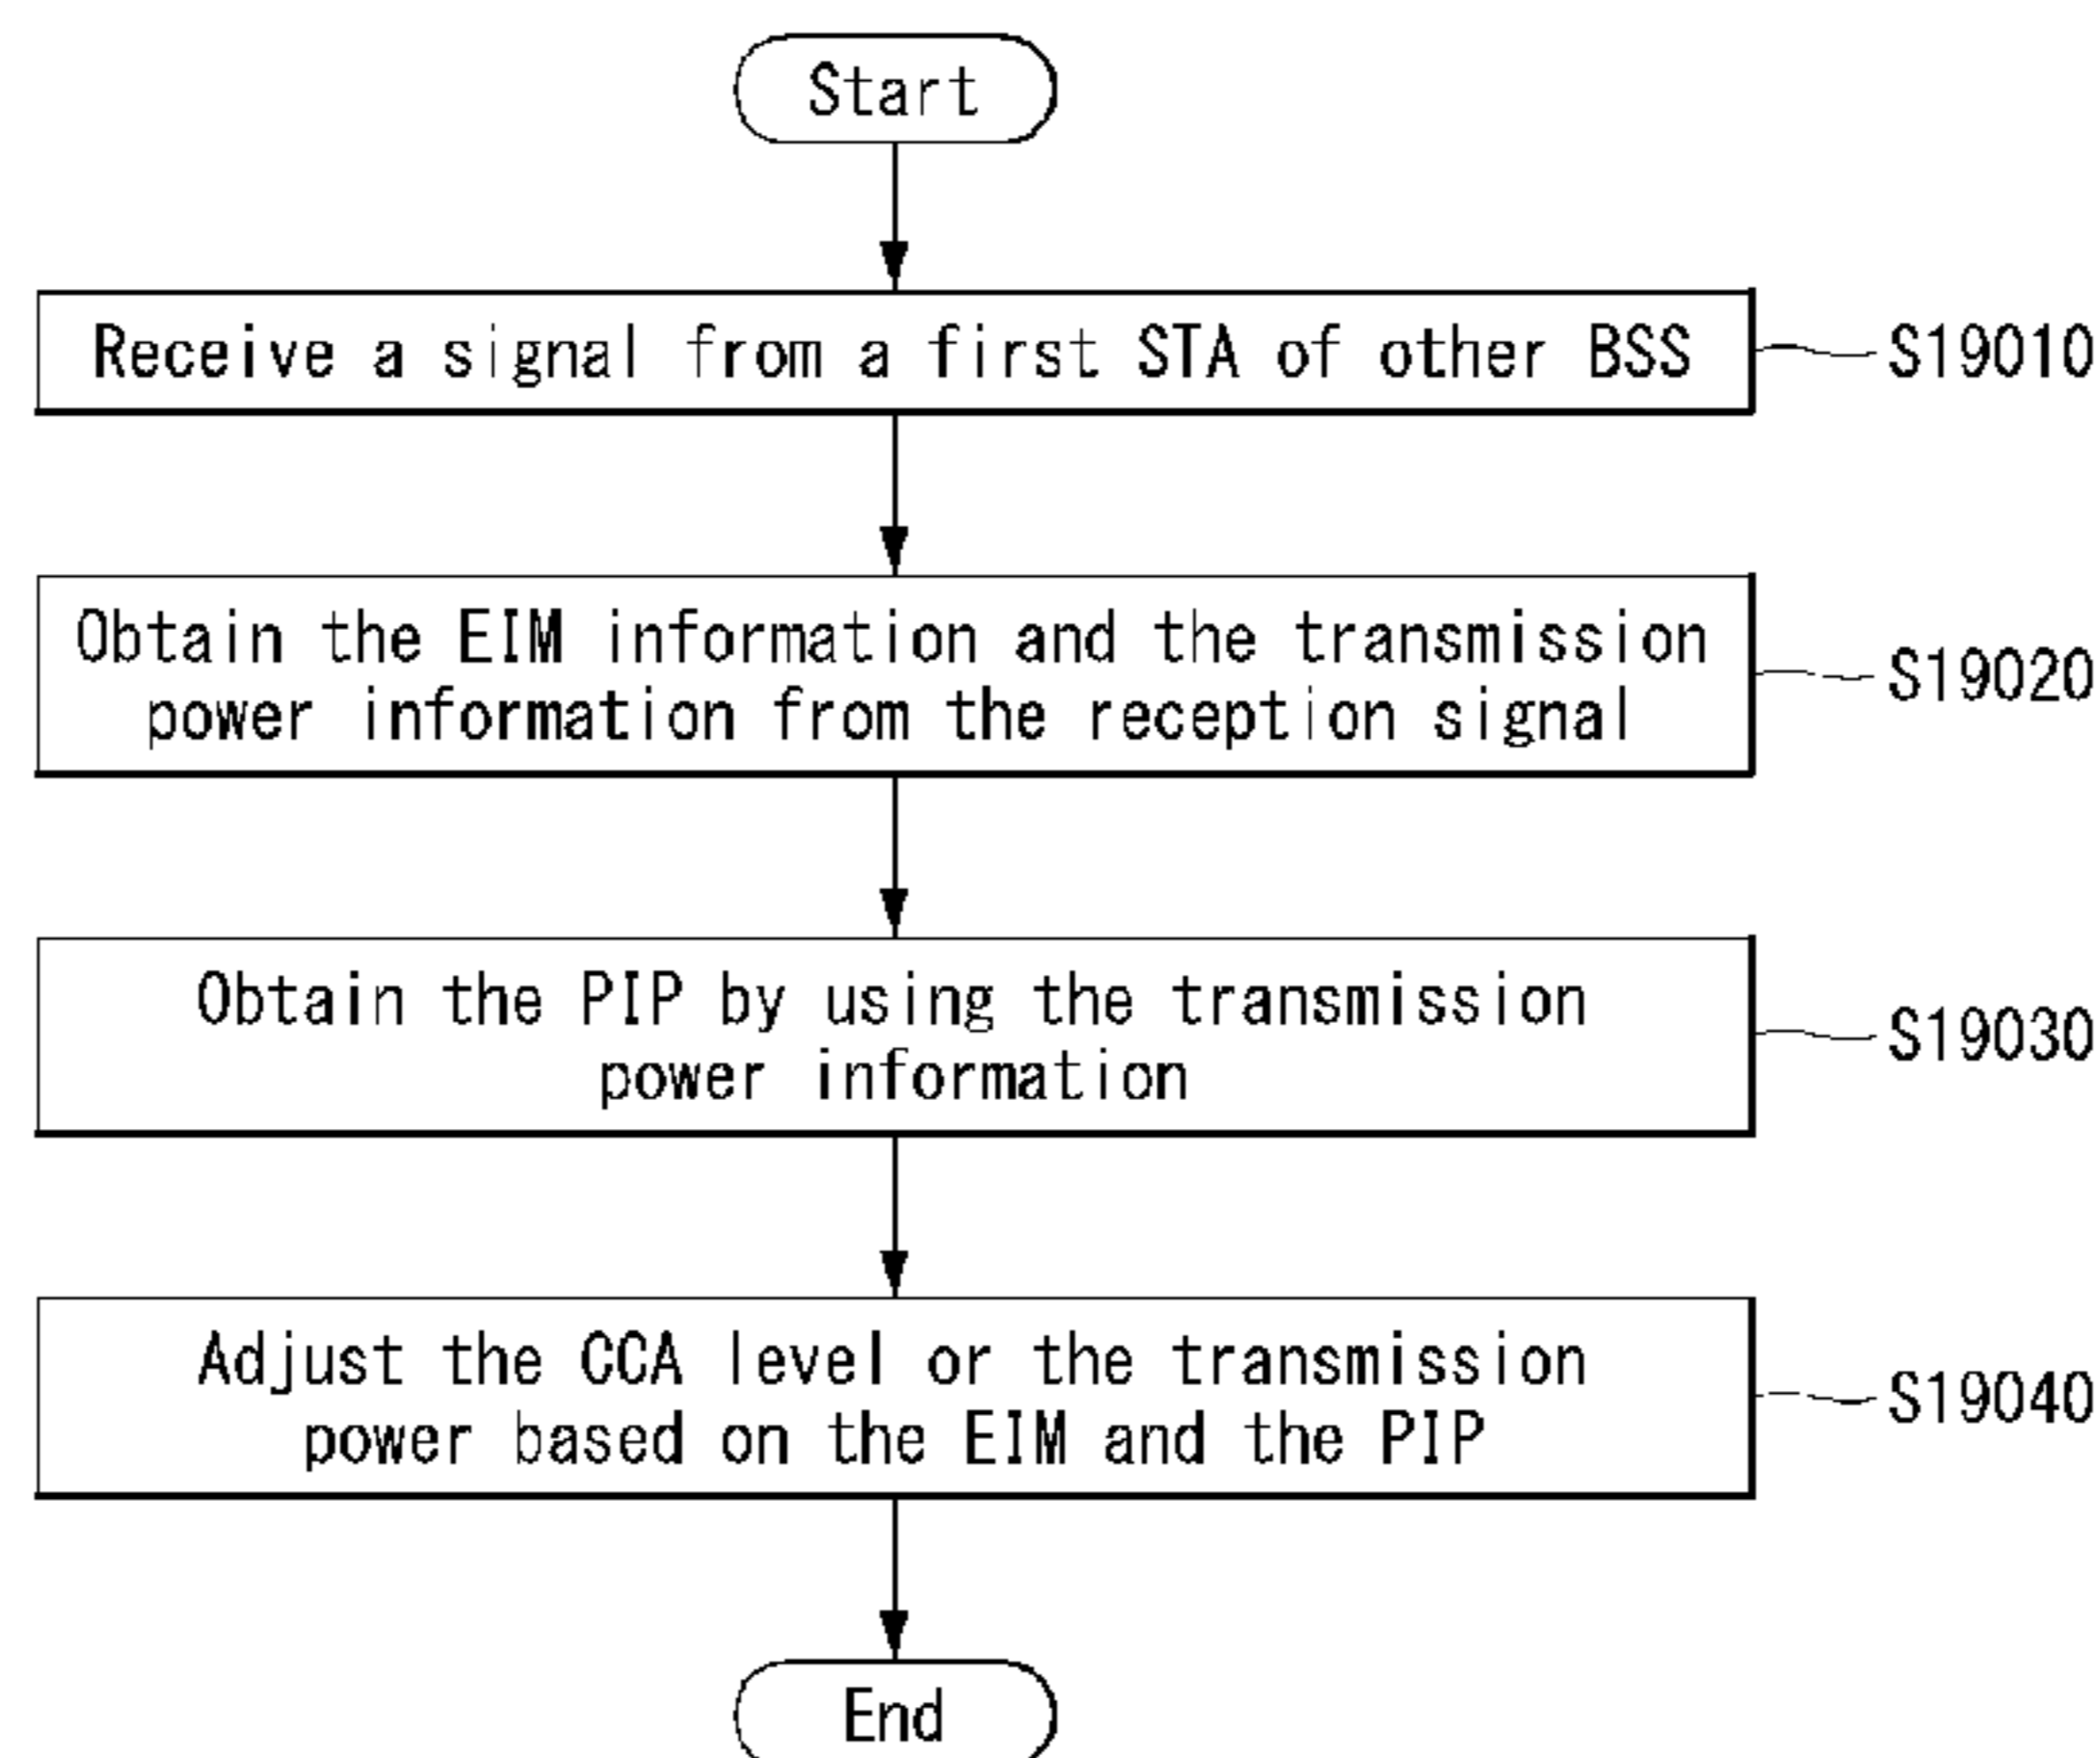 Start
Receive a signal from a first STA of other BSS
S19010
Obtain the EIM information and the transmission
power information from the reception signal
S19020
Obtain the PIP by using the transmission
power information
S19030
Adjust the CCA level or the transmission
power based on the EIM and the PIP
S19040
End